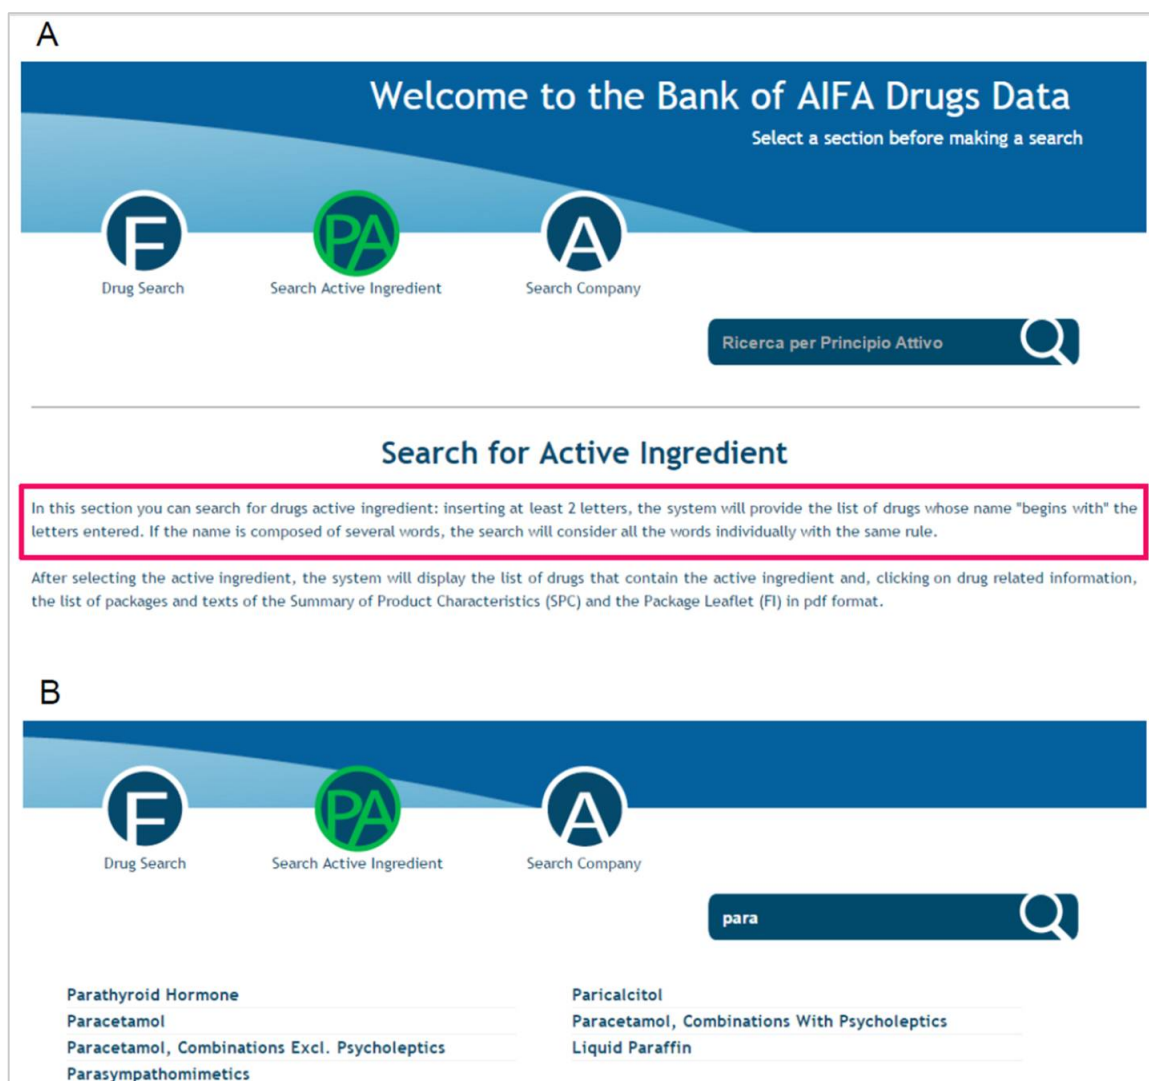 A
Welcome to the Bank of AIFA Drugs Data
Select a section before making a search
F
PA
A
Drug Search
Search Active Ingredient
Search Company
Ricerca per Principio Attivo
Search for Active Ingredient
In this section you can search for drugs active ingredient: inserting at least 2 letters, the system will provide the list of drugs whose name "begins with" the
letters entered. If the name is composed of several words, the search will consider all the words individually with the same rule.
After selecting the active ingredient, the system will display the list of drugs that contain the active ingredient and, clicking on drug related information,
the list of packages and texts of the Summary of Product Characteristics (SPC) and the Package Leaflet (FI) in pdf format.
B
F
PA
A
Drug Search
Search Active Ingredient
Search Company
para
Parathyroid Hormone
Paracetamol
Paracetamol, Combinations Excl. Psycholeptics
Parasympathomimetics
Paricalcitol
Paracetamol, Combinations With Psycholeptics
Liquid Paraffin